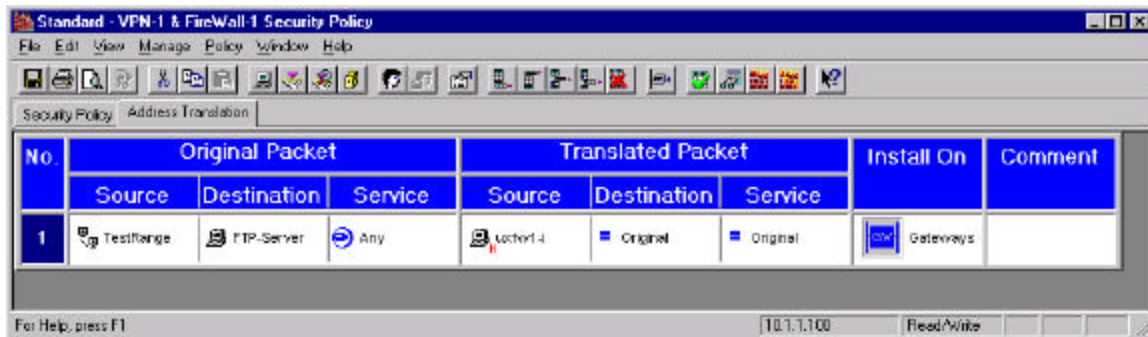 Standard - VPN-1 & FireWall-1 Security Policy
File Edit View Manage Policy Window Help
Security Policy Address Translation
No. Original Packet Translated Packet Install On Comment
Source Destination Service Source Destination Service
1 TestRange FTP-Server Any Original Original GW Gateways
For Help, press F1 10.1.1.100 Read/Write